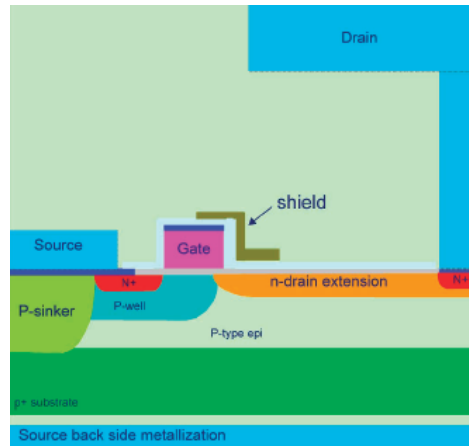 Drain
shield
Source
Gate
N+
n-drain extension
N+
P-sinker
P-well
P-type epi
p+ substrate
Source back side metallization